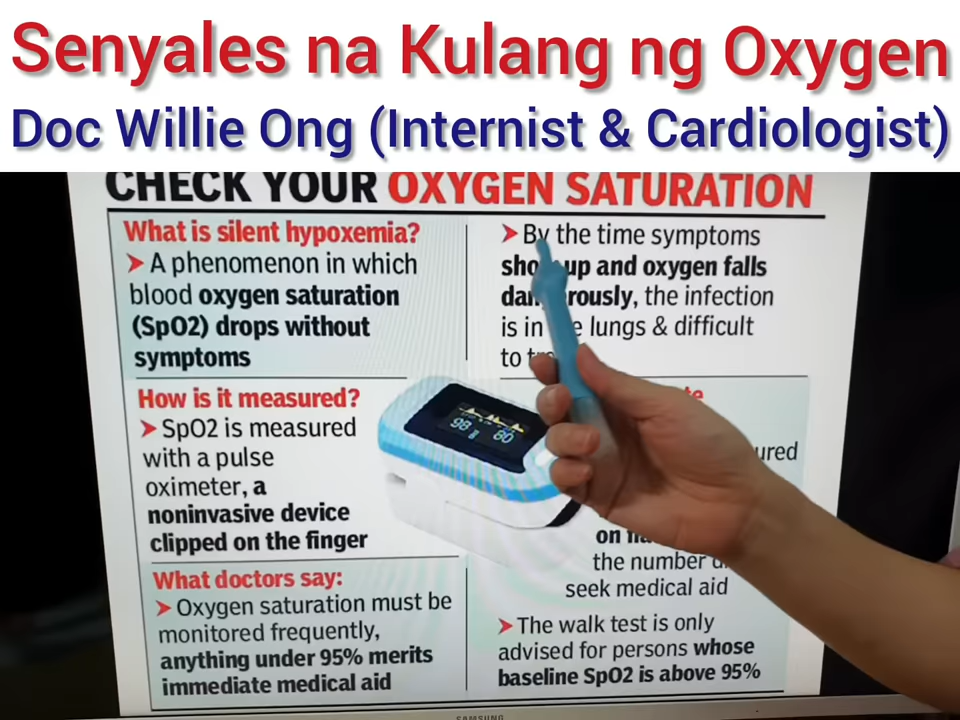 Senyales na Kulang ng Oxygen
Doc Willie Ong (Internist & Cardiologist)
CHECK YOUR OXYGEN SATURATION
What is silent hypoxemia?
➤ A phenomenon in which
blood oxygen saturation
(SpO2) drops without
symptoms
➤ By the time symptoms
up and oxygen falls
the infection
is in lungs & difficult
to
How is it measured?
➤ SpO2 is measured
with a pulse
oximeter, a
noninvasive device
clipped on the finger
98 80
on
the number
seek medical aid
What doctors say:
➤ Oxygen saturation must be
monitored frequently,
anything under 95% merits
immediate medical aid
➤ The walk test is only
advised for persons whose
baseline SpO2 is above 95%
SAMSUNG